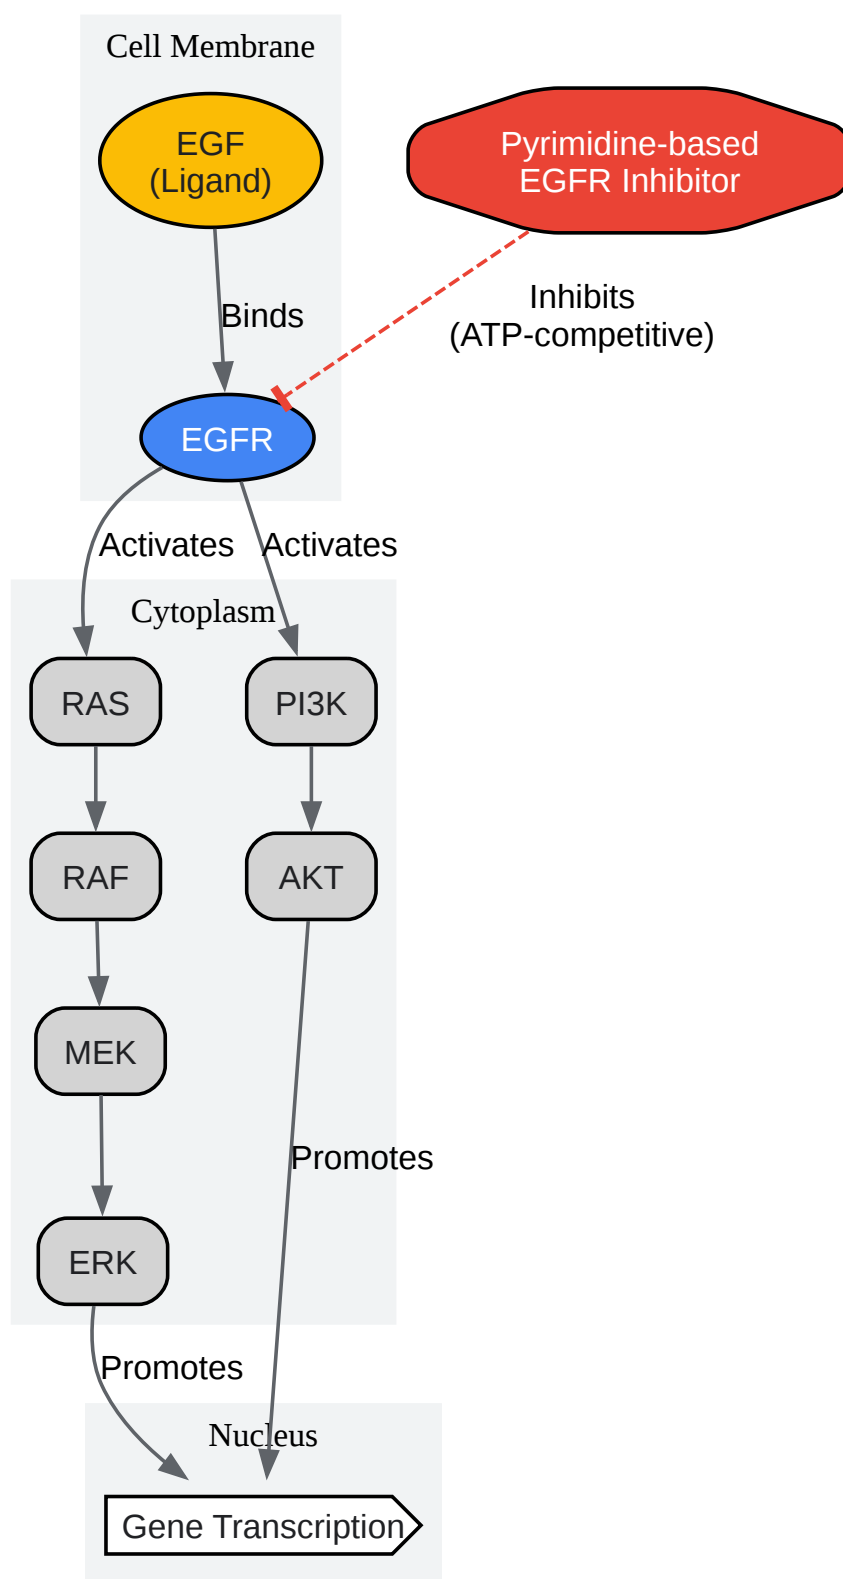 Cell Membrane
EGF
(Ligand)
Pyrimidine-based
EGFR Inhibitor
Binds
Inhibits
(ATP-competitive)
EGFR
Activates
Activates
Cytoplasm
RAS
PI3K
RAF
AKT
MEK
Promotes
ERK
Promotes
Nucleus
Gene Transcription